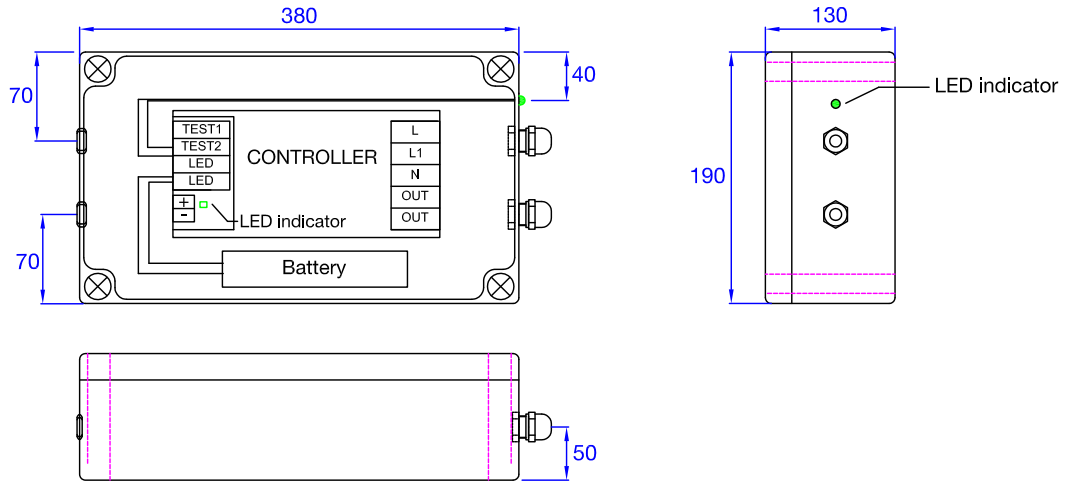 380
130
70
40
LED indicator
TEST1
TEST2
LED
LED
+
-
CONTROLLER
L
L1
N
OUT
OUT
LED indicator
190
70
Battery
50